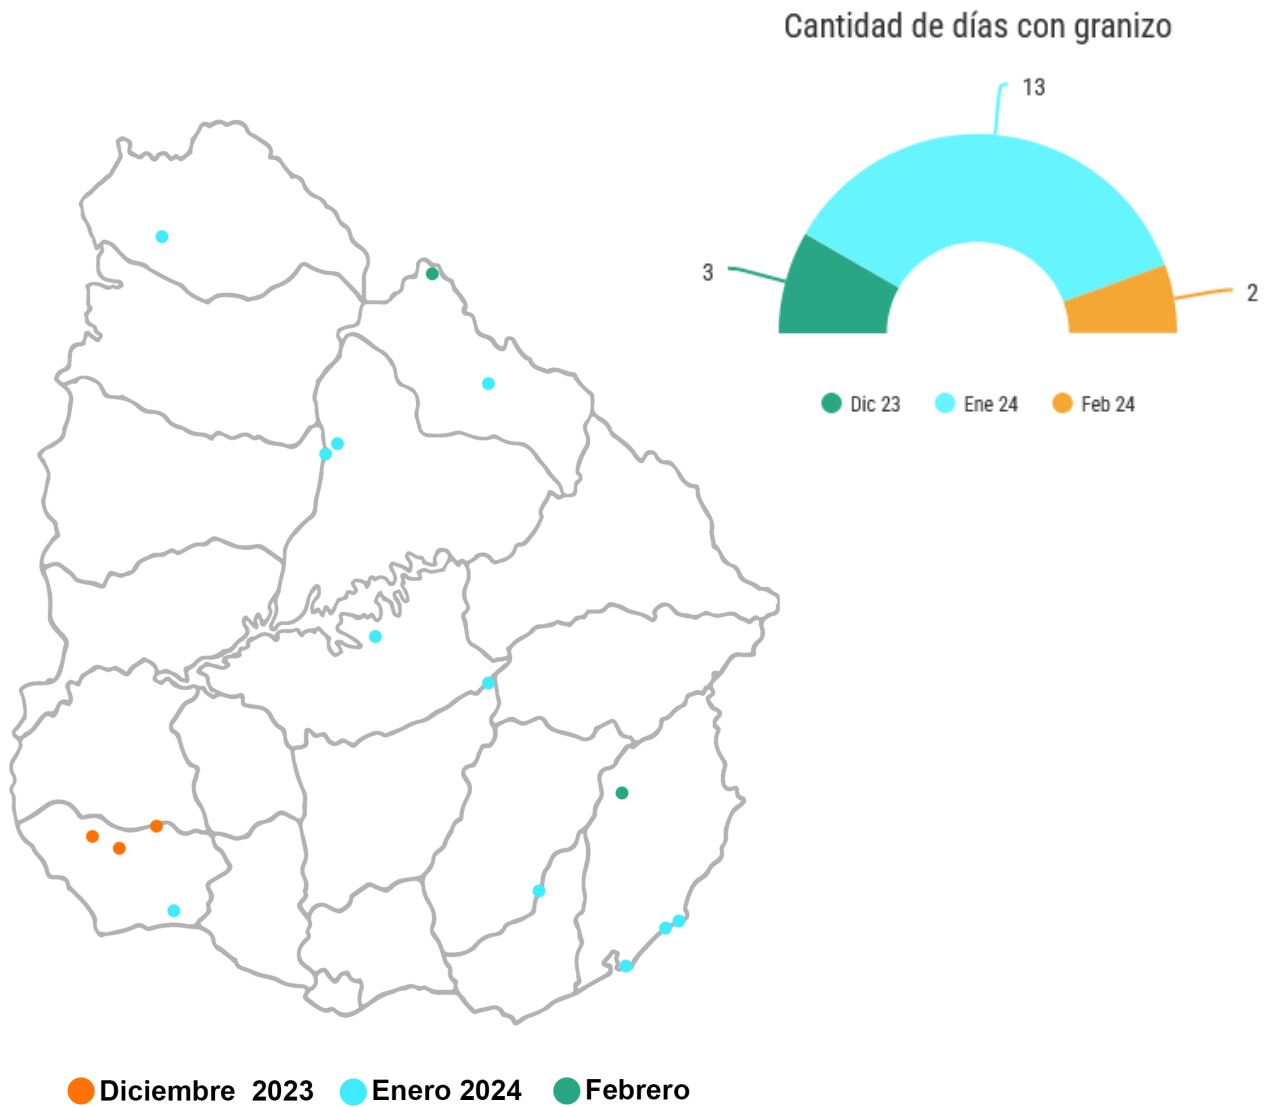 Cantidad de días con granizo
13
3
2
Dic 23
Ene 24
Feb 24
Diciembre 2023
Enero 2024
Febrero